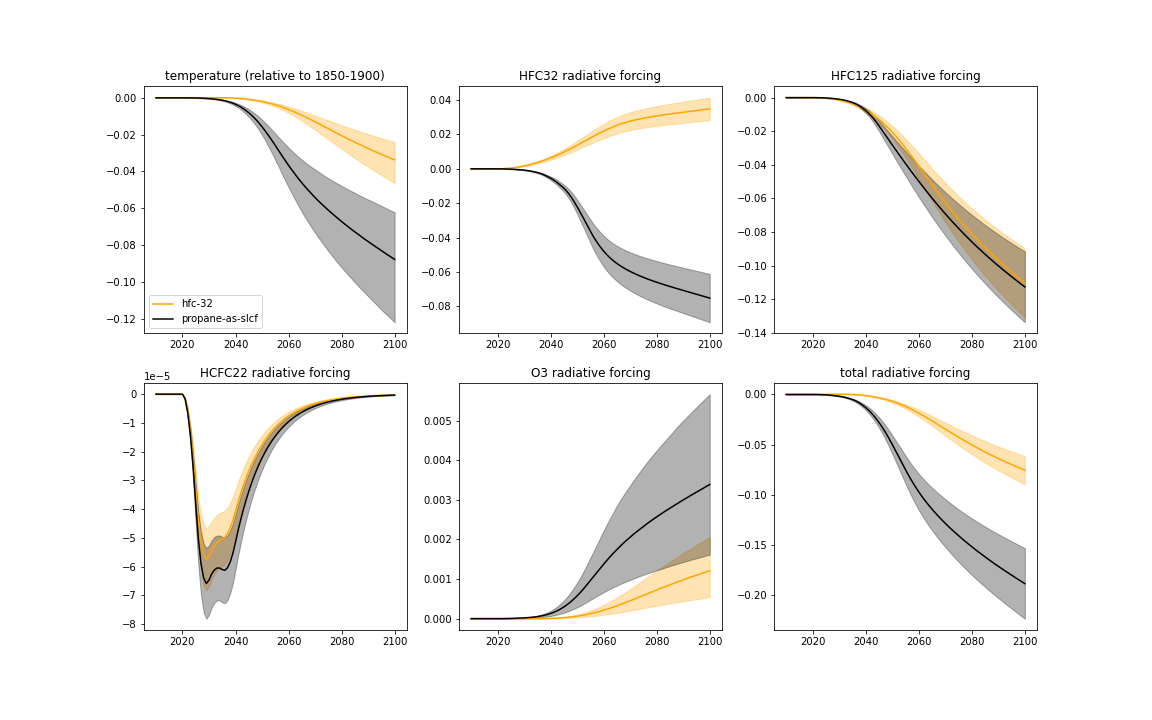 temperature (relative to 1850-1900)
0.00
−0.02
−0.04
−0.06
−0.08
−0.10
−0.12
2020 2040 2060 2080 2100
hfc-32
propane-as-slcf
HFC32 radiative forcing
0.04
0.02
0.00
−0.02
−0.04
−0.06
−0.08
2020 2040 2060 2080 2100
HFC125 radiative forcing
0.00
−0.02
−0.04
−0.06
−0.08
−0.10
−0.12
−0.14
2020 2040 2060 2080 2100
HCFC22 radiative forcing
1e−5
0
−1
−2
−3
−4
−5
−6
−7
−8
2020 2040 2060 2080 2100
O3 radiative forcing
0.005
0.004
0.003
0.002
0.001
0.000
2020 2040 2060 2080 2100
total radiative forcing
0.00
−0.05
−0.10
−0.15
−0.20
2020 2040 2060 2080 2100